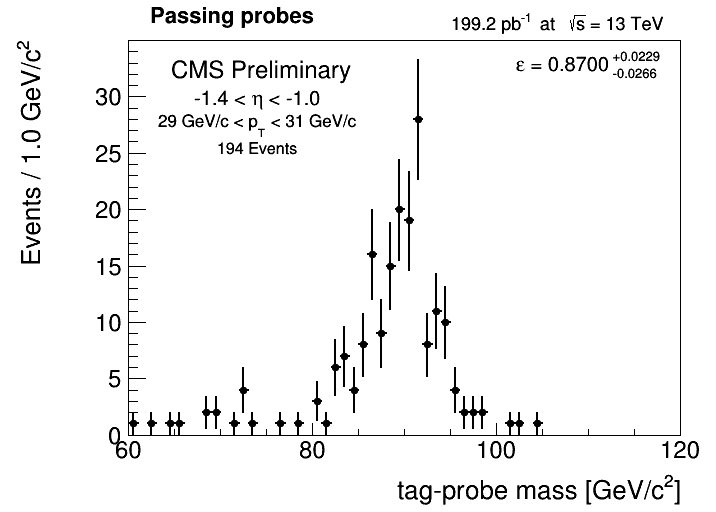 Passing probes
199.2 pb⁻¹ at √s = 13 TeV
CMS Preliminary
ε = 0.8700 +0.0229 -0.0266
-1.4 < η < -1.0
29 GeV/c < p_T < 31 GeV/c
194 Events
Events / 1.0 GeV/c²
30
25
20
15
10
5
0
60 80 100 120
tag-probe mass [GeV/c²]